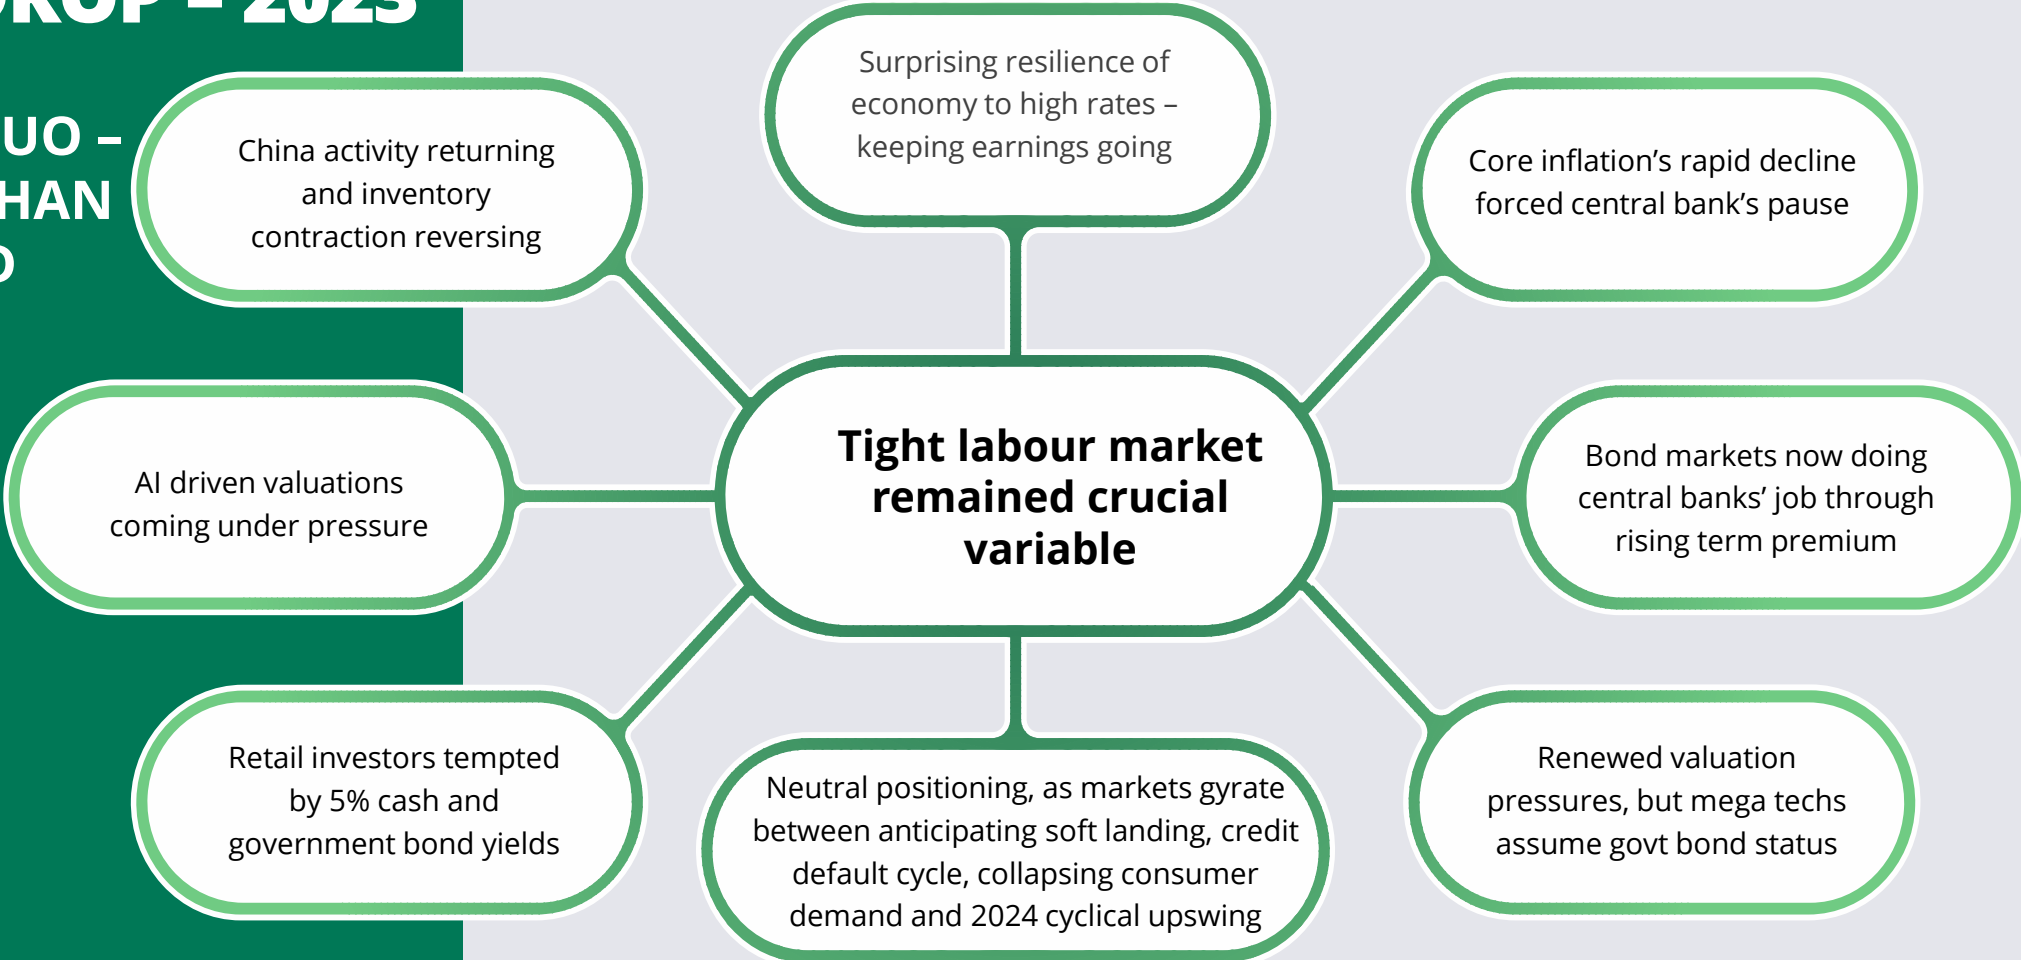 – 2023
UO –
HAN
Surprising resilience of
economy to high rates –
keeping earnings going
China activity returning
and inventory
contraction reversing
Core inflation’s rapid decline
forced central bank’s pause
AI driven valuations
coming under pressure
Tight labour market
remained crucial
variable
Bond markets now doing
central banks’ job through
rising term premium
Retail investors tempted
by 5% cash and
government bond yields
Neutral positioning, as markets gyrate
between anticipating soft landing, credit
default cycle, collapsing consumer
demand and 2024 cyclical upswing
Renewed valuation
pressures, but mega techs
assume govt bond status